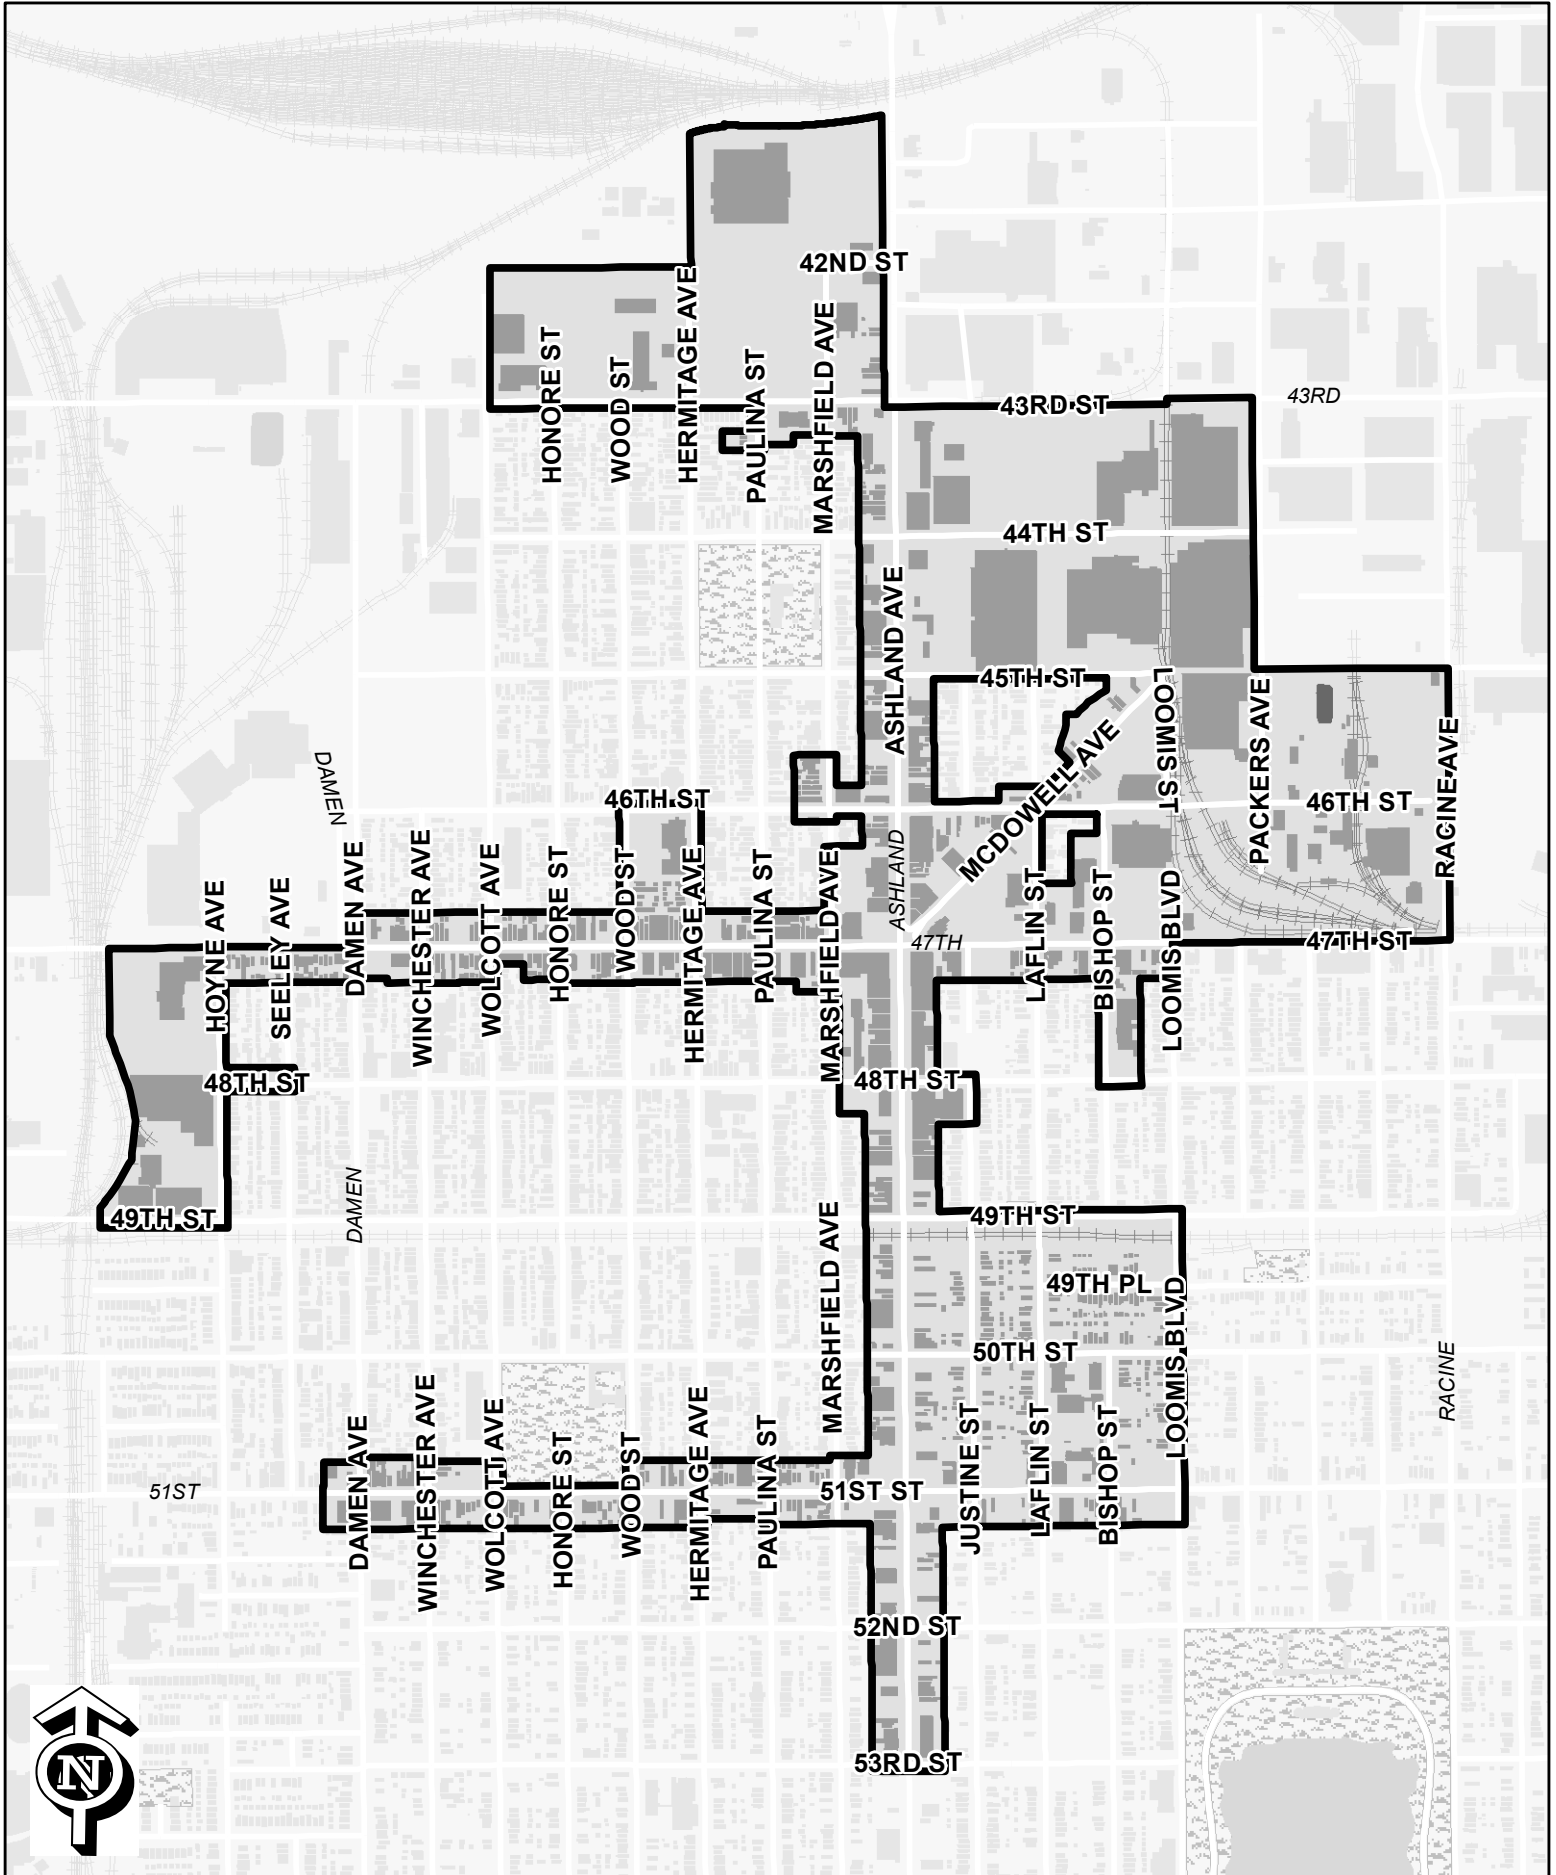 42ND ST
HONORE ST
WOOD ST
HERMITAGE AVE
PAULINA ST
MARSHFIELD AVE
43RD ST
43RD
44TH ST
ASHLAND AVE
45TH ST
LOOMIS ST
PACKERS AVE
RACINE AVE
MCDOWELL AVE
DAMEN
46TH ST
46TH ST
ASHLAND
HOYNE AVE
SEELEY AVE
DAMEN AVE
WINCHESTER AVE
WOLCOTT AVE
HONORE ST
WOOD ST
HERMITAGE AVE
PAULINA ST
MARSHFIELD AVE
47TH
LAFLIN ST
BISHOP ST
LOOMIS BLVD
47TH ST
48TH ST
48TH ST
DAMEN
49TH ST
MARSHFIELD AVE
49TH ST
49TH PL
LOOMIS BLVD
50TH ST
RACINE
DAMEN AVE
WINCHESTER AVE
WOLCOTT AVE
HONORE ST
WOOD ST
HERMITAGE AVE
PAULINA ST
51ST
51ST ST
JUSTINE ST
LAFLIN ST
BISHOP ST
52ND ST
53RD ST
N